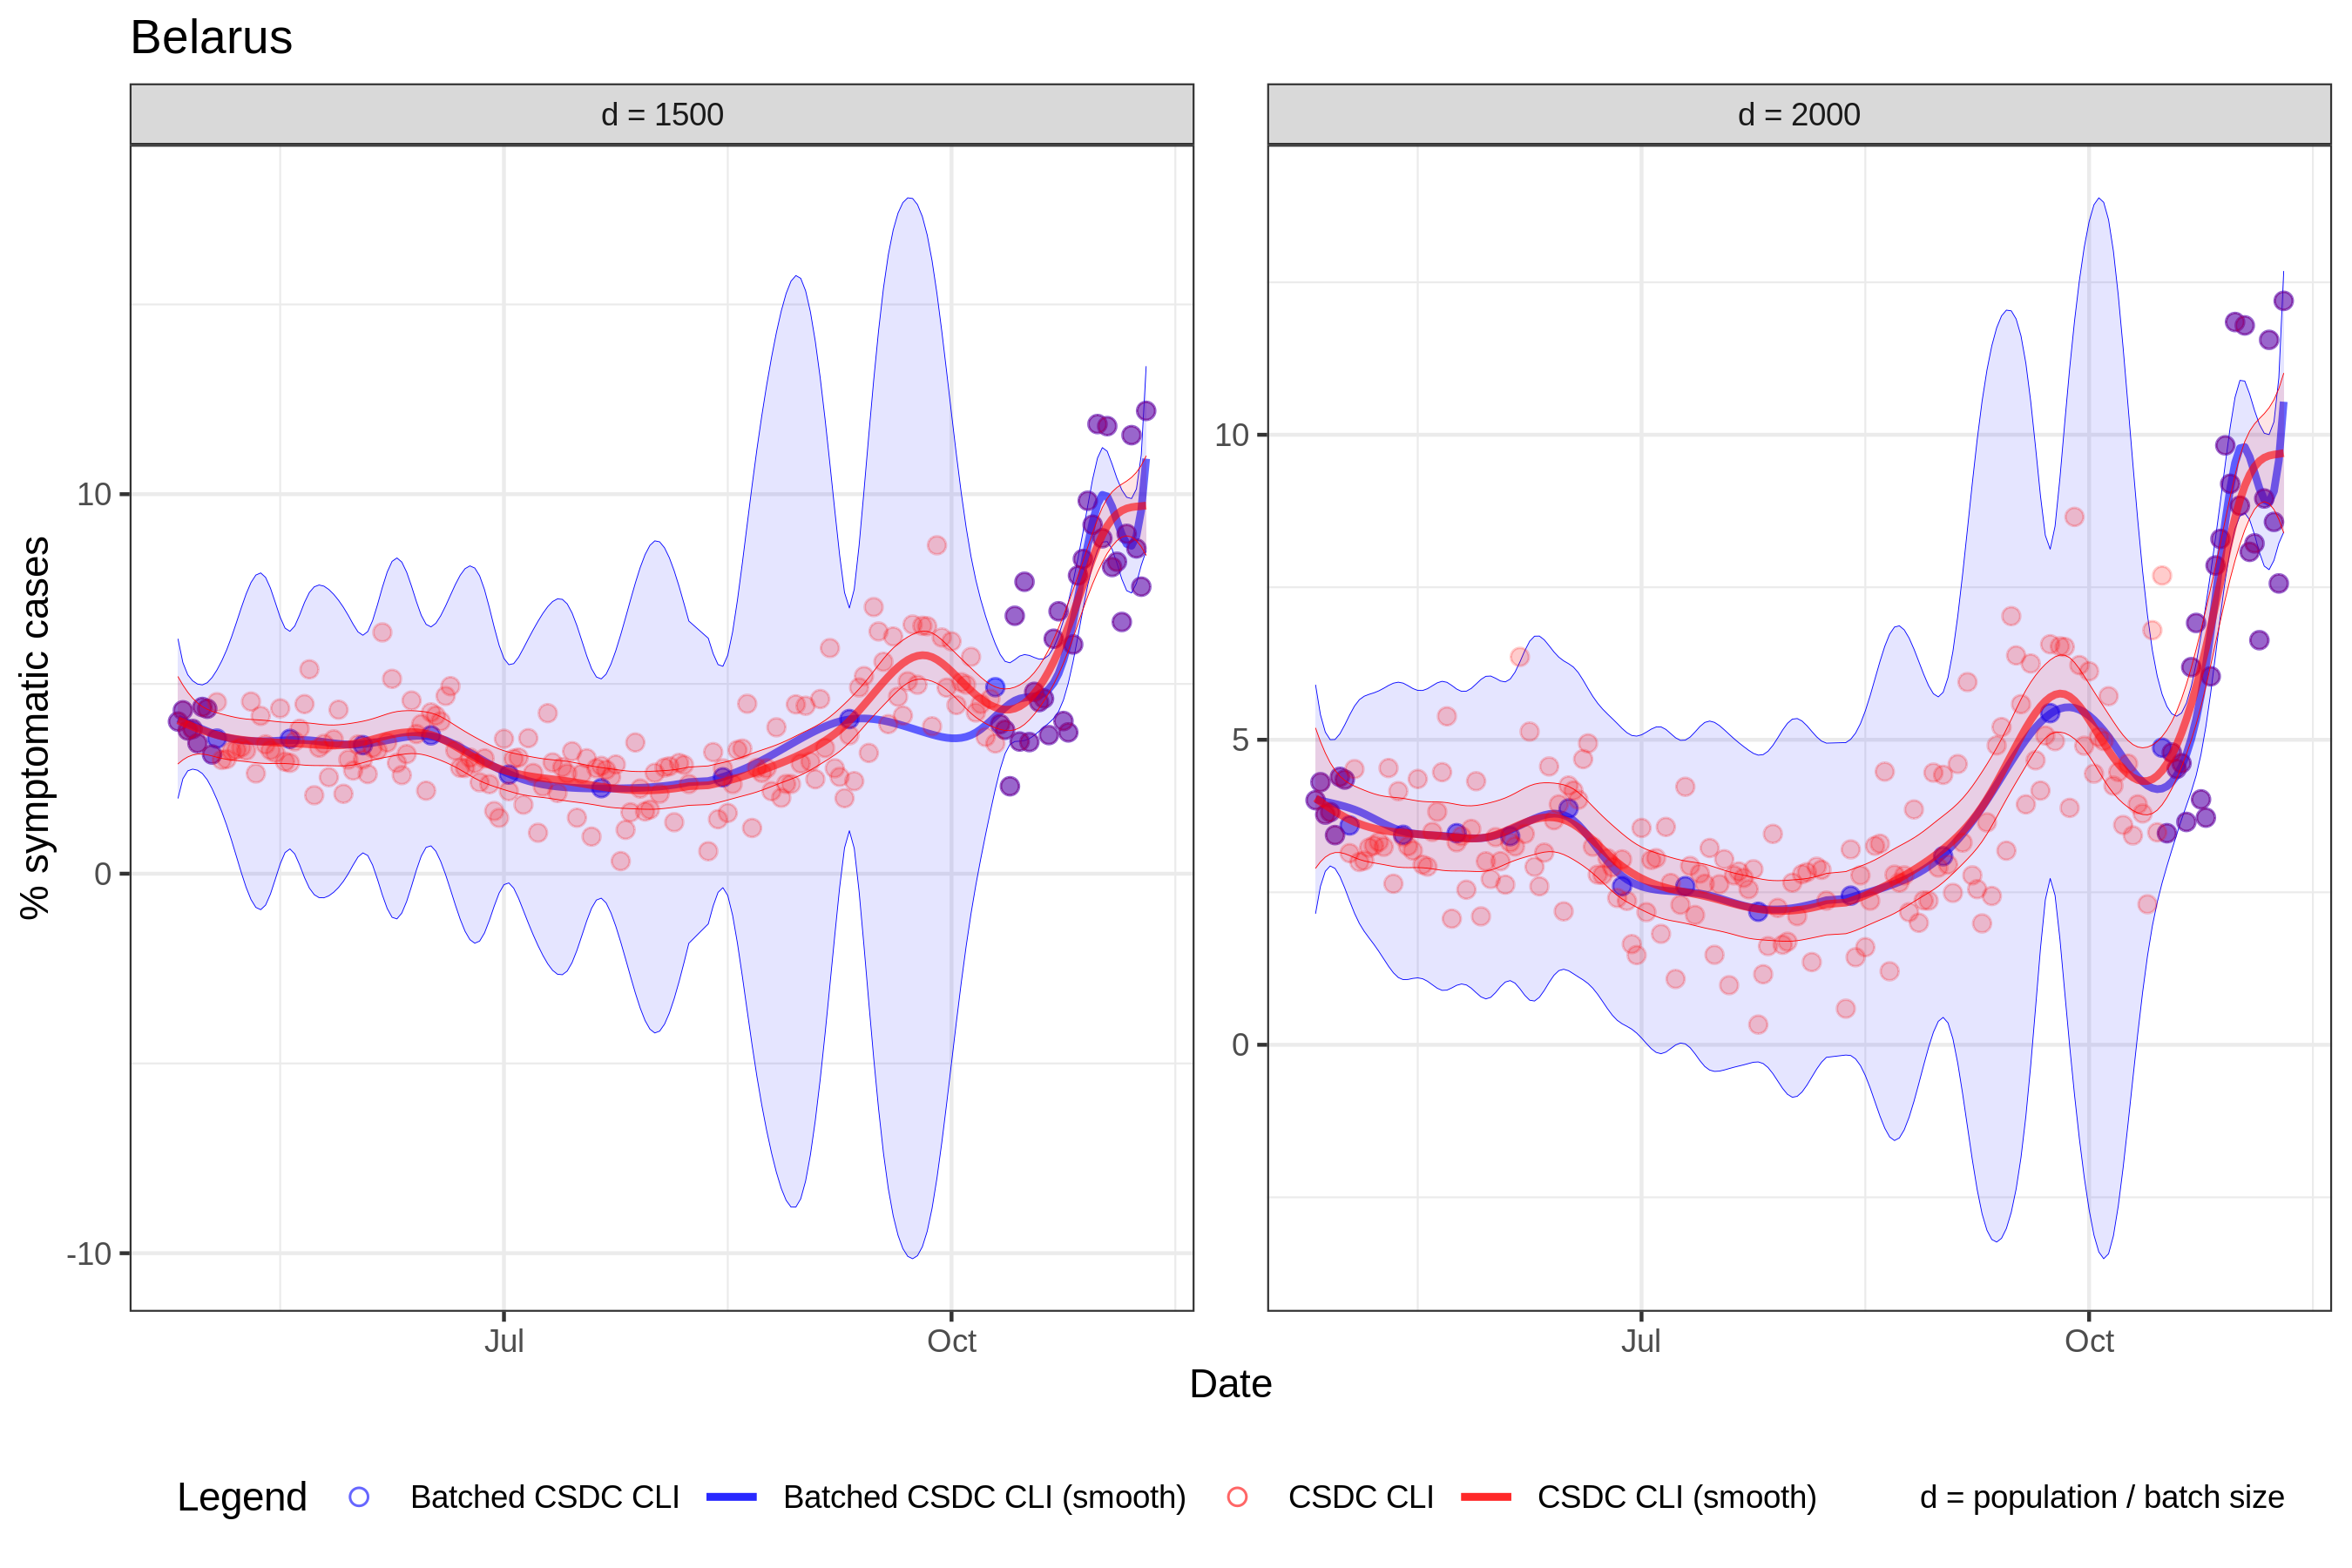 Belarus
d = 1500
d = 2000
% symptomatic cases
10
0
-10
10
5
0
Jul
Oct
Jul
Oct
Date
Legend
Batched CSDC CLI
Batched CSDC CLI (smooth)
CSDC CLI
CSDC CLI (smooth)
d = population / batch size